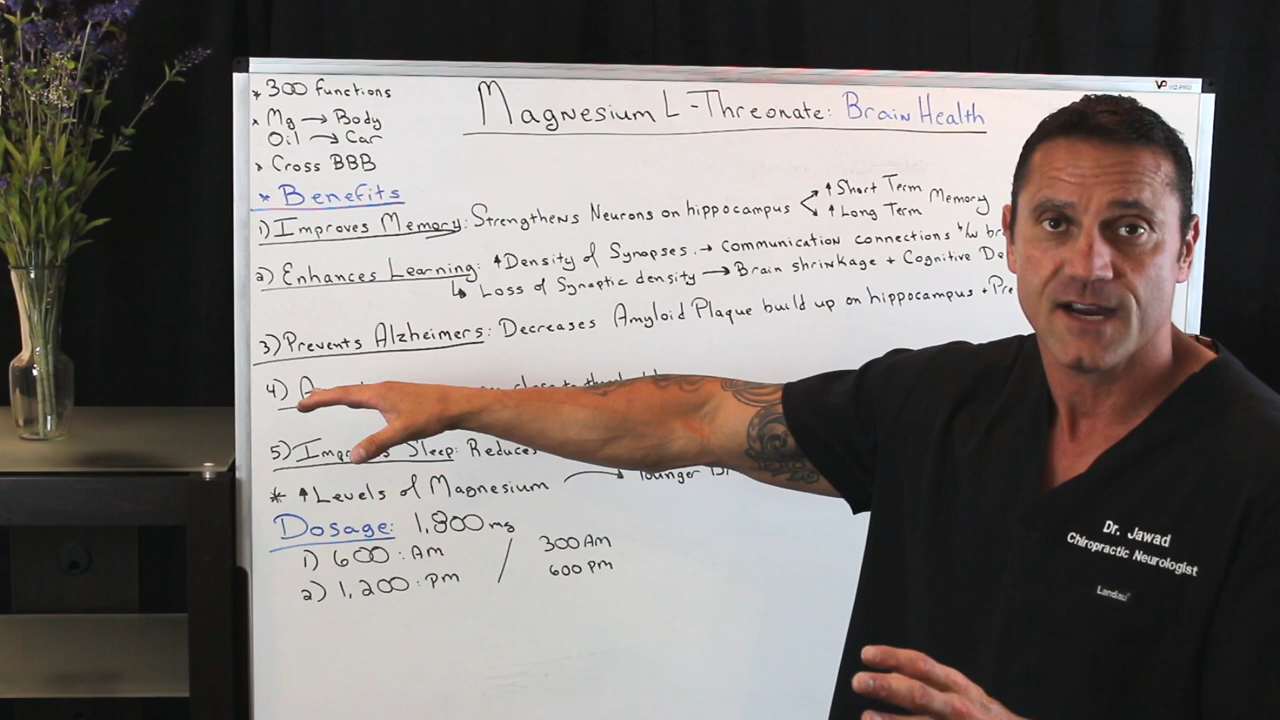 * 300 functions
* Mg → Body
Oil → Car
* Cross BBB
Magnesium L-Threonate: Brain Health
* Benefits
1) Improves Memory: Strengthens Neurons on hippocampus ↑ Short Term ↑ Long Term Memory
2) Enhances Learning: ↑ Density of Synapses. → Communication connections b/w
↳ Loss of Synaptic density → Brain shrinkage + Cognitive
3) Prevents Alzheimers: Decreases Amyloid Plaque build up on hippocampus +
4)
5) Improves Sleep: Reduces
* ↑ Levels of Magnesium → Younger
Dosage: 1,800 mg
1) 600 : Am / 300 Am
2) 1,200 : pm 600 pm
Dr. Jawad
Chiropractic Neurologist
Landau